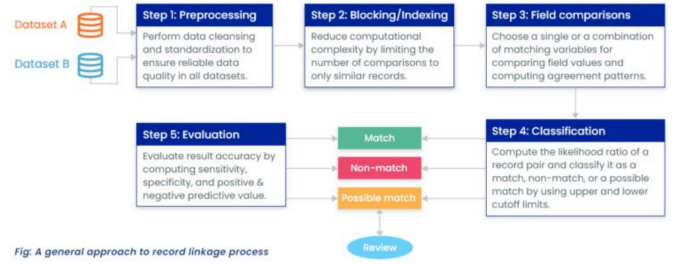 Dataset A
Dataset B
Step 1: Preprocessing
Perform data cleansing
and standardization to
ensure reliable data
quality in all datasets.
Step 2: Blocking/Indexing
Reduce computational
complexity by limiting the
number of comparisons to
only similar records.
Step 3: Field comparisons
Choose a single or a combination
of matching variables for
comparing field values and
computing agreement patterns.
Step 4: Classification
Compute the likelihood ratio of a
record pair and classify it as a
match, non-match, or a possible
match by using upper and lower
cutoff limits.
Match
Non-match
Possible match
Review
Step 5: Evaluation
Evaluate result accuracy by
computing sensitivity,
specificity, and positive &
negative predictive value.
Fig: A general approach to record linkage process